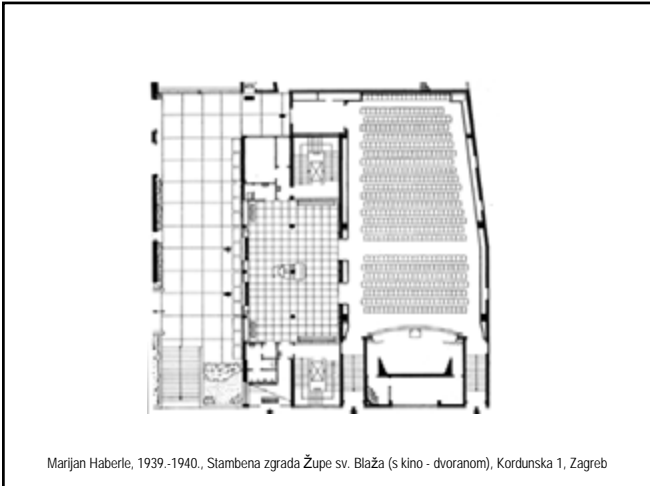 Marijan Haberle, 1939.-1940., Stambena zgrada Župe sv. Blaža (s kino - dvoranom), Kordunska 1, Zagreb